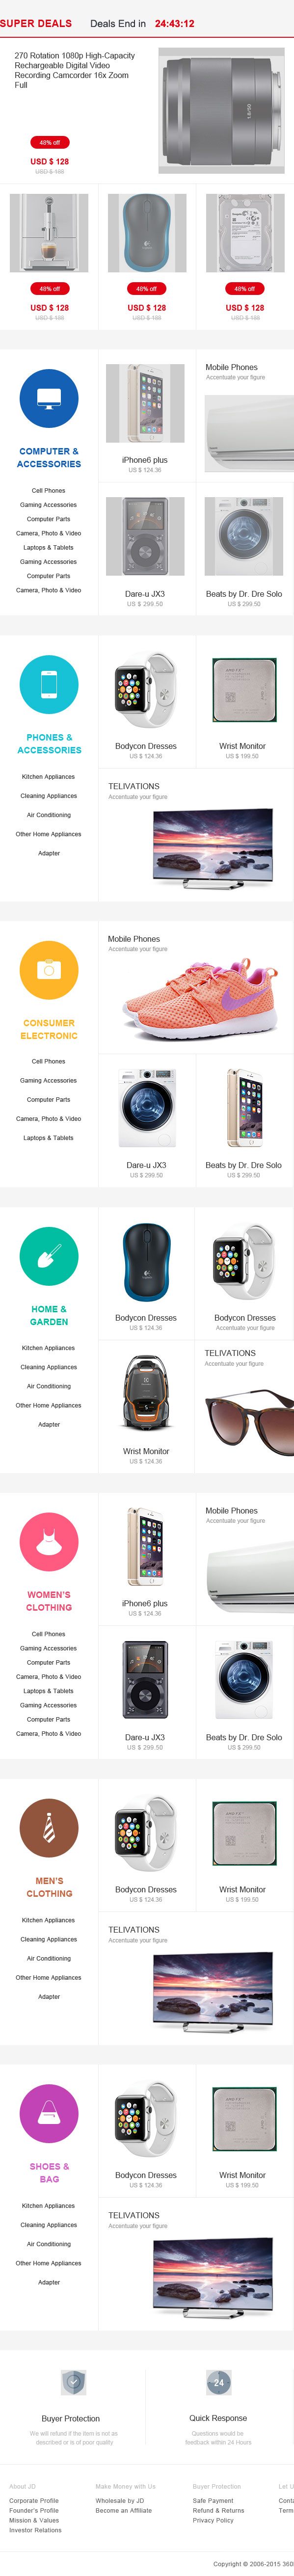 SUPER DEALS Deals End in 24:43:12
270 Rotation 1080p High-Capacity
Rechargeable Digital Video
Recording Camcorder 16x Zoom
Full
48% off
USD $ 128
USD $ 188
48% off 48% off 48% off
USD $ 128 USD $ 128 USD $ 128
USD $ 188 USD $ 188 USD $ 188
COMPUTER &
ACCESSORIES
Cell Phones
Gaming Accessories
Computer Parts
Camera, Photo & Video
Laptops & Tablets
Gaming Accessories
Computer Parts
Camera, Photo & Video
iPhone6 plus
US $ 124.36
Mobile Phones
Accentuate your figure
Dare-u JX3
US $ 299.50
Beats by Dr. Dre Solo
US $ 299.50
PHONES &
ACCESSORIES
Kitchen Appliances
Cleaning Appliances
Air Conditioning
Other Home Appliances
Adapter
Bodycon Dresses
US $ 124.36
Wrist Monitor
US $ 199.50
TELIVATIONS
Accentuate your figure
CONSUMER
ELECTRONIC
Cell Phones
Gaming Accessories
Computer Parts
Camera, Photo & Video
Laptops & Tablets
Mobile Phones
Accentuate your figure
Dare-u JX3
US $ 299.50
Beats by Dr. Dre Solo
US $ 299.50
HOME &
GARDEN
Kitchen Appliances
Cleaning Appliances
Air Conditioning
Other Home Appliances
Adapter
Bodycon Dresses
US $ 124.36
Bodycon Dresses
Accentuate your figure
Wrist Monitor
US $ 124.36
TELIVATIONS
Accentuate your figure
WOMEN'S
CLOTHING
Cell Phones
Gaming Accessories
Computer Parts
Camera, Photo & Video
Laptops & Tablets
Gaming Accessories
Computer Parts
Camera, Photo & Video
iPhone6 plus
US $ 124.36
Mobile Phones
Accentuate your figure
Dare-u JX3
US $ 299.50
Beats by Dr. Dre Solo
US $ 299.50
MEN'S
CLOTHING
Kitchen Appliances
Cleaning Appliances
Air Conditioning
Other Home Appliances
Adapter
Bodycon Dresses
US $ 124.36
Wrist Monitor
US $ 199.50
TELIVATIONS
Accentuate your figure
SHOES &
BAG
Kitchen Appliances
Cleaning Appliances
Air Conditioning
Other Home Appliances
Adapter
Bodycon Dresses
US $ 124.36
Wrist Monitor
US $ 199.50
TELIVATIONS
Accentuate your figure
24
Buyer Protection
We will refund if the item is not as
described or is of poor quality
Quick Response
Questions would be
feedback within 24 Hours
About JD
Corporate Profile
Founder's Profile
Mission & Values
Investor Relations
Make Money with Us
Wholesale by JD
Become an Affiliate
Buyer Protection
Safe Payment
Refund & Returns
Privacy Policy
Let U
Conta
Term
Copyright © 2006-2015 360